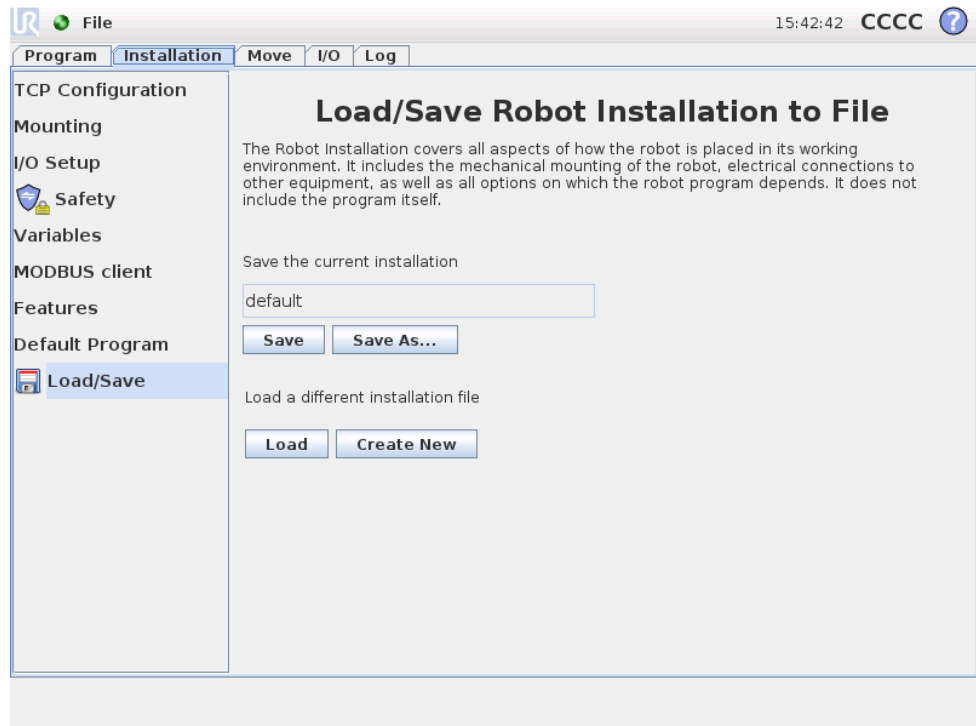 UR File 15:42:42 CCCC ?
Program Installation Move I/O Log
TCP Configuration
Mounting
I/O Setup
Safety
Variables
MODBUS client
Features
Default Program
Load/Save
Load/Save Robot Installation to File
The Robot Installation covers all aspects of how the robot is placed in its working
environment. It includes the mechanical mounting of the robot, electrical connections to
other equipment, as well as all options on which the robot program depends. It does not
include the program itself.
Save the current installation
default
Save Save As...
Load a different installation file
Load Create New